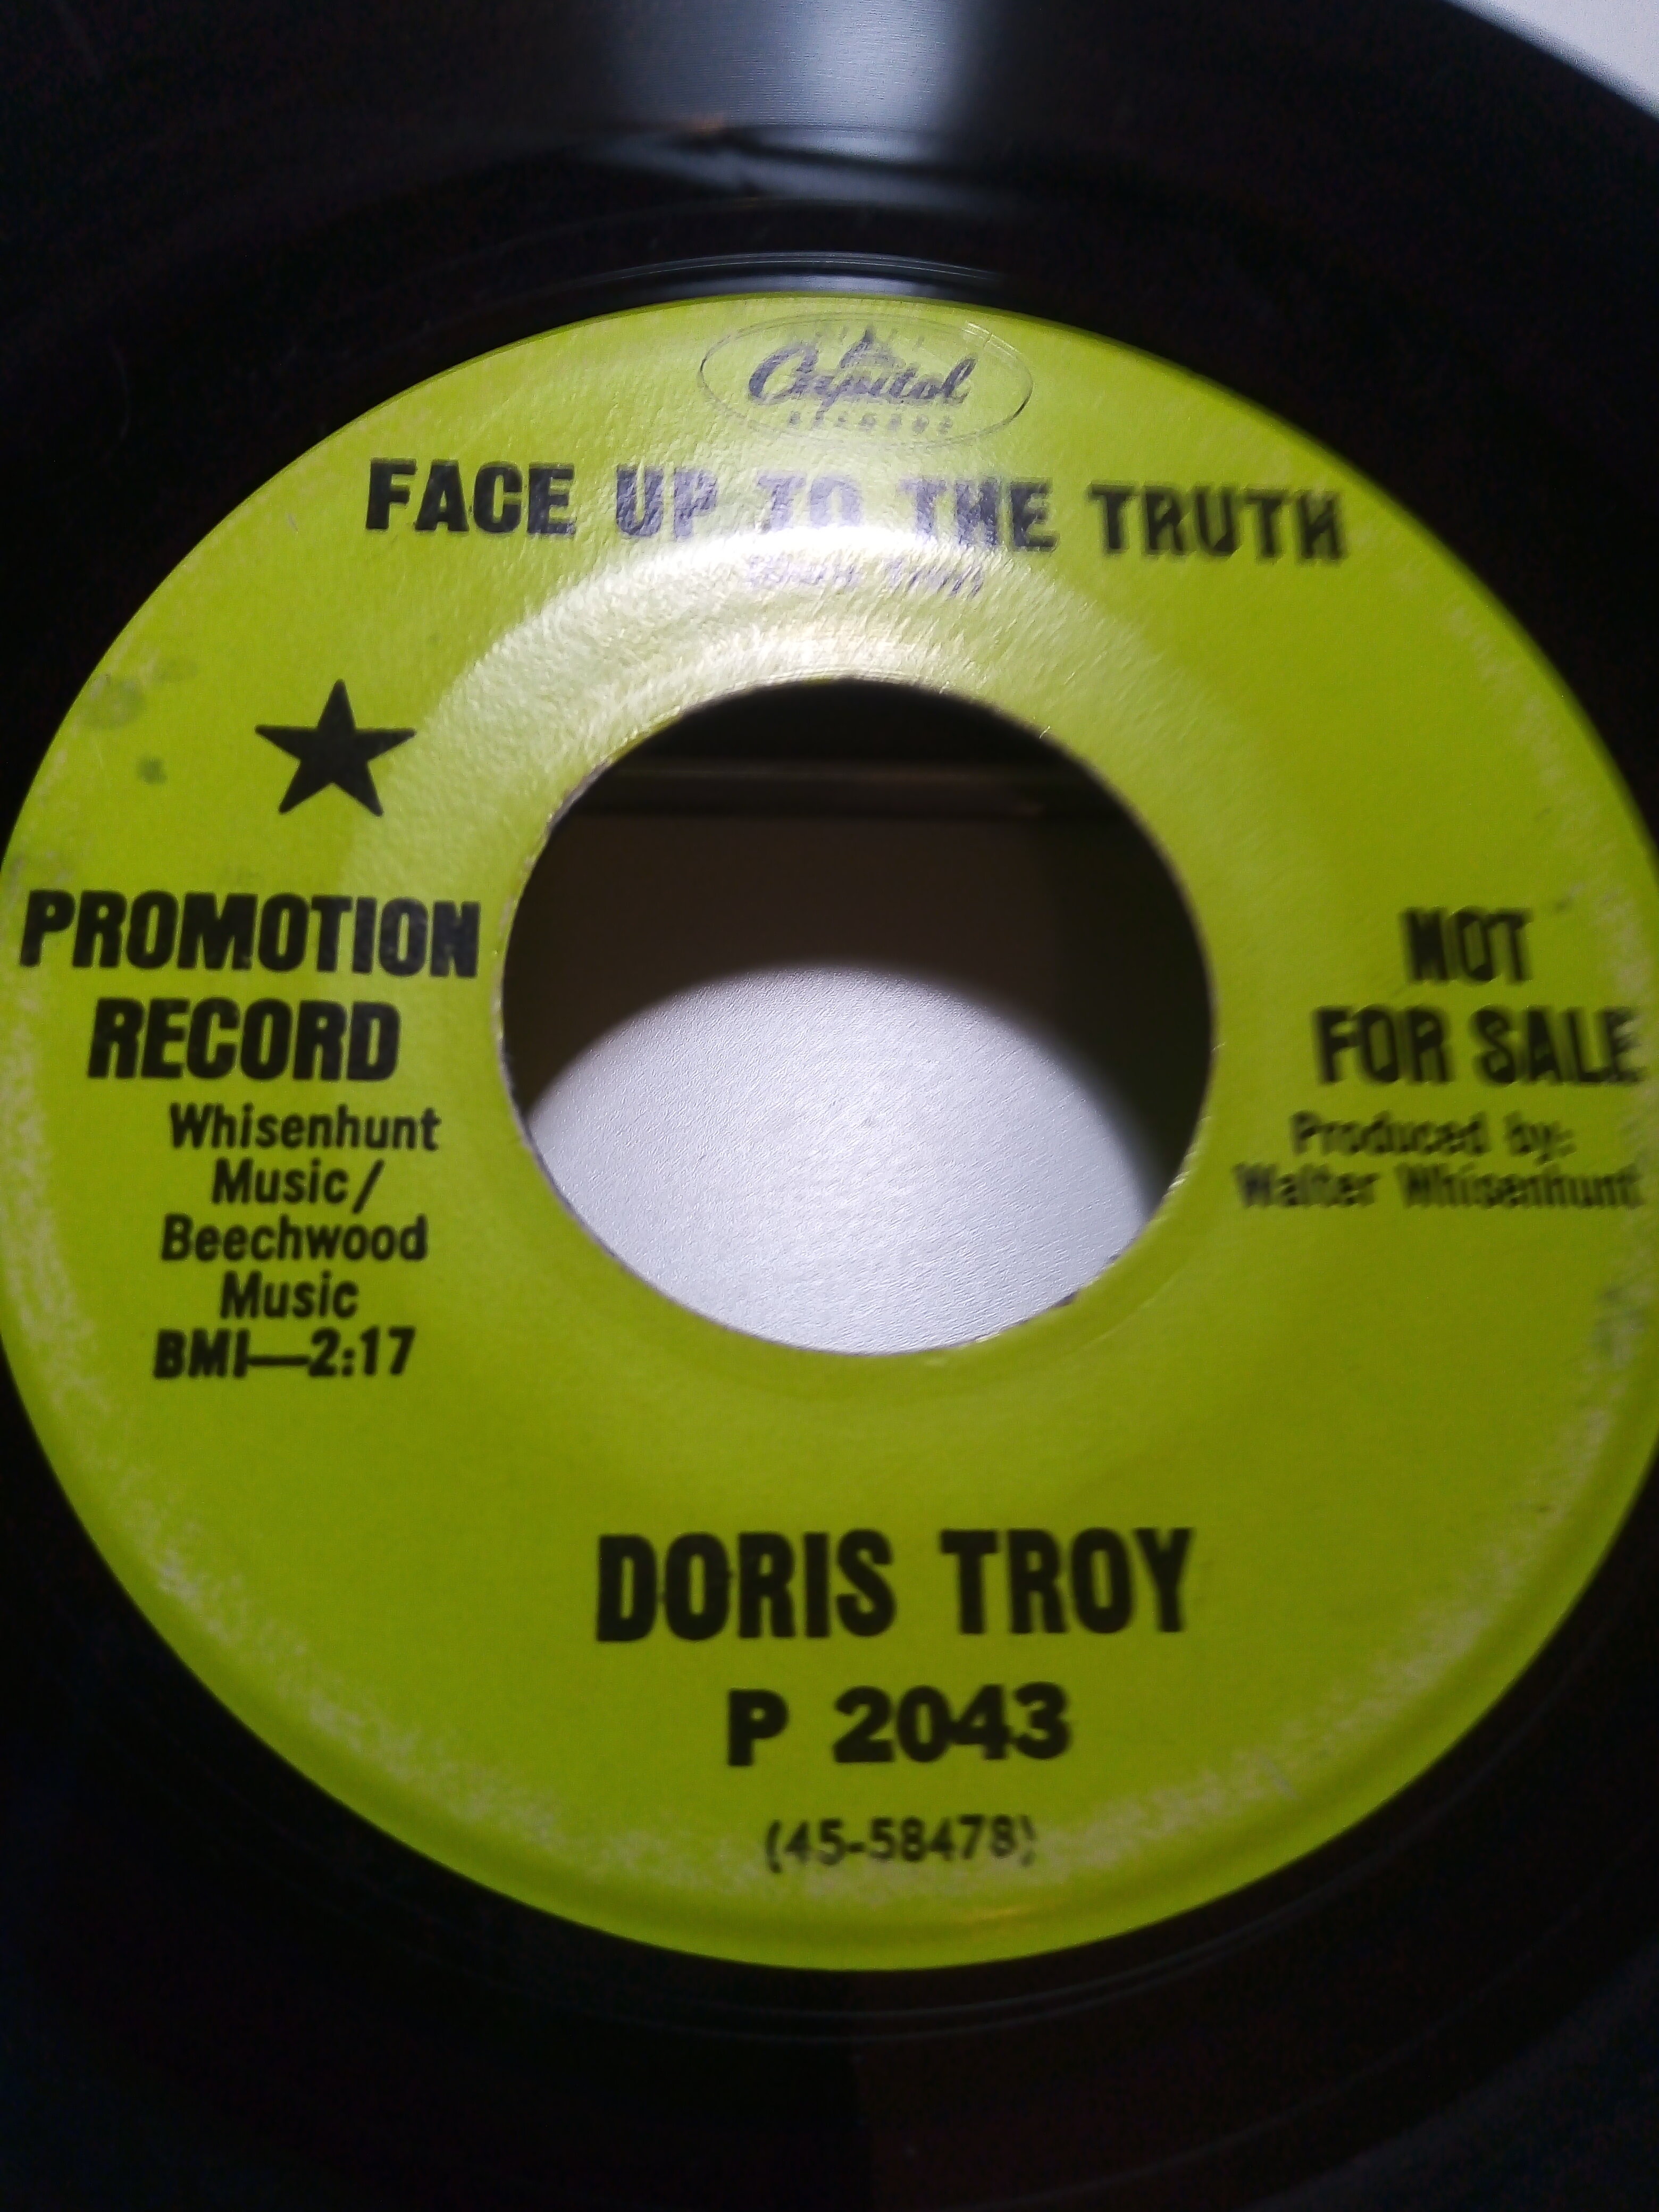 Capitol
RECORDS
FACE UP TO THE TRUTH
PROMOTION
RECORD
Whisenhunt
Music/
Beechwood
Music
BMI—2:17
NOT
FOR SALE
Produced by:
Walter Whisenhunt
DORIS TROY
P 2043
(45-58478)